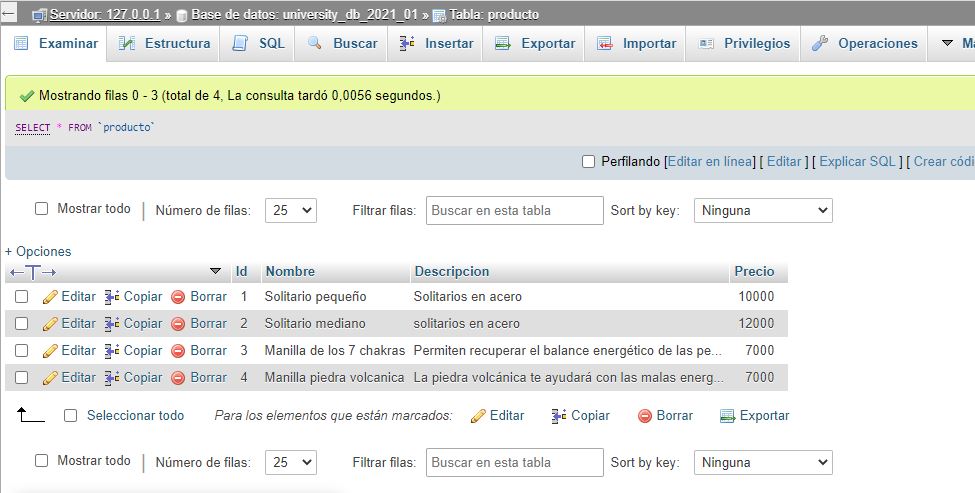 Servidor: 127.0.0.1 » Base de datos: university_db_2021_01 » Tabla: producto
Examinar Estructura SQL Buscar Insertar Exportar Importar Privilegios Operaciones
Mostrando filas 0 - 3 (total de 4, La consulta tardó 0,0056 segundos.)
SELECT * FROM `producto`
Perfilando [Editar en línea] [ Editar ] [ Explicar SQL ] [ Crear códi
Mostrar todo | Número de filas: 25 Filtrar filas: Buscar en esta tabla Sort by key: Ninguna
+ Opciones
←T→ Id Nombre Descripcion Precio
Editar Copiar Borrar 1 Solitario pequeño Solitarios en acero 10000
Editar Copiar Borrar 2 Solitario mediano solitarios en acero 12000
Editar Copiar Borrar 3 Manilla de los 7 chakras Permiten recuperar el balance energético de las pe... 7000
Editar Copiar Borrar 4 Manilla piedra volcanica La piedra volcánica te ayudará con las malas energ... 7000
Seleccionar todo Para los elementos que están marcados: Editar Copiar Borrar Exportar
Mostrar todo | Número de filas: 25 Filtrar filas: Buscar en esta tabla Sort by key: Ninguna